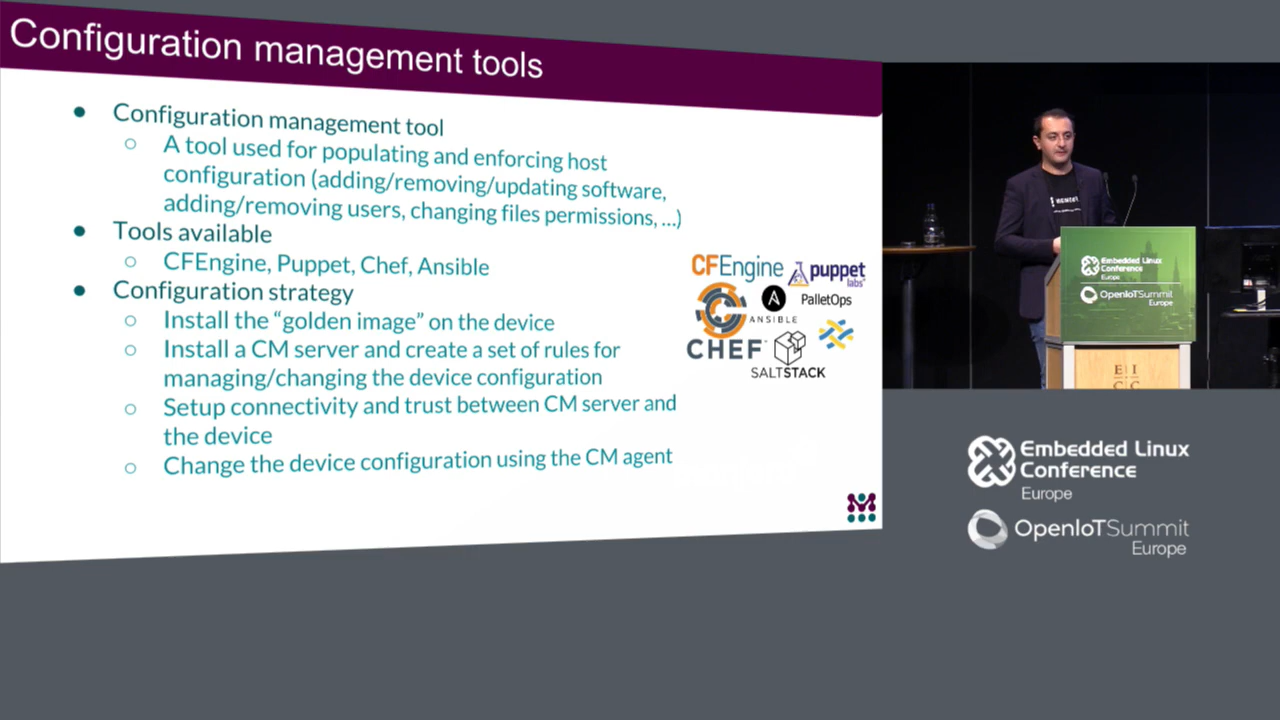 Configuration management tools
● Configuration management tool
○ A tool used for populating and enforcing host
configuration (adding/removing/updating software,
adding/removing users, changing files permissions, ...)
● Tools available
○ CFEngine, Puppet, Chef, Ansible
● Configuration strategy
○ Install the “golden image” on the device
○ Install a CM server and create a set of rules for
managing/changing the device configuration
○ Setup connectivity and trust between CM server and
the device
○ Change the device configuration using the CM agent
CFEngine
puppet
labs
ANSIBLE
PalletOps
CHEF
SALTSTACK
Embedded Linux
Conference
Europe
OpenIoTSummit
Europe
E I
C C
Embedded Linux
Conference
Europe
OpenIoTSummit
Europe